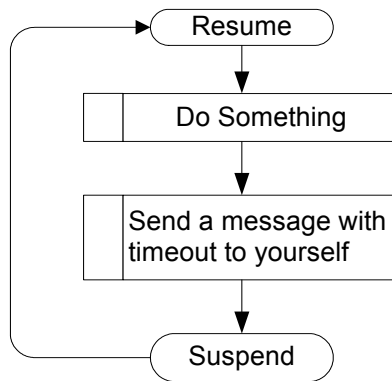 Resume
Do Something
Send a message with
timeout to yourself
Suspend